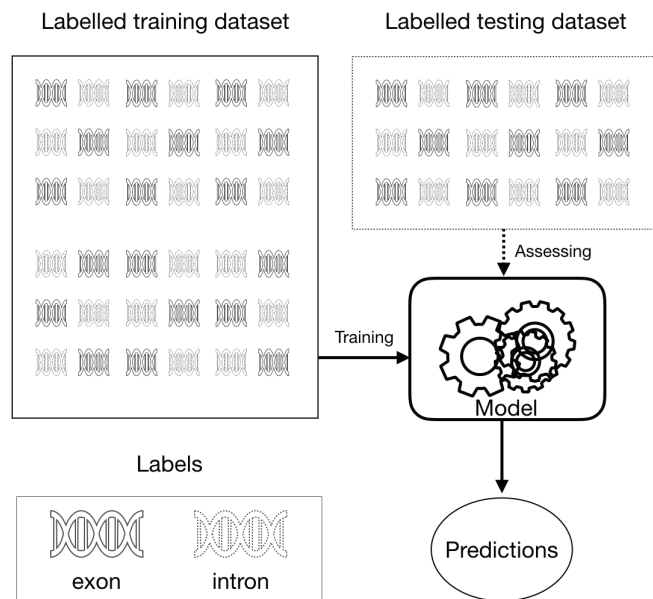 Labelled training dataset
Labelled testing dataset
Assessing
Training
Model
Labels
exon
intron
Predictions